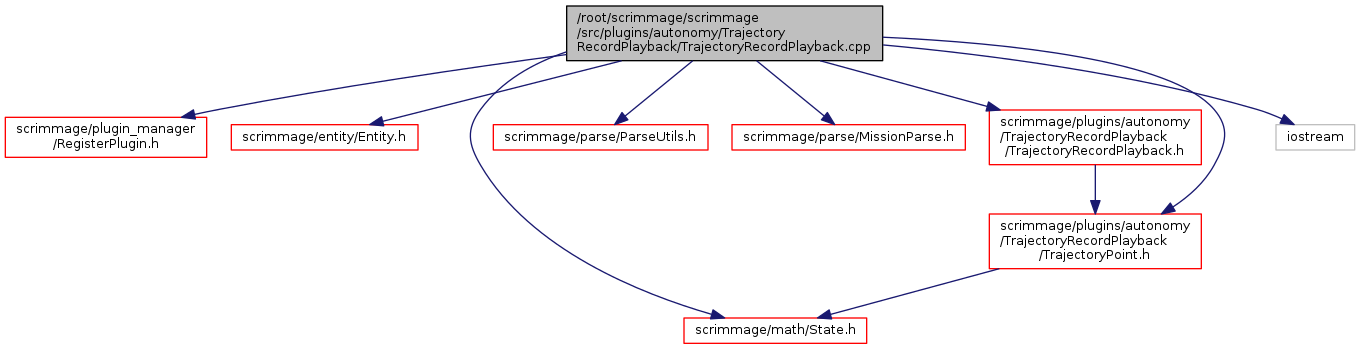 /root/scrimmage/scrimmage
/src/plugins/autonomy/Trajectory
RecordPlayback/TrajectoryRecordPlayback.cpp
scrimmage/plugin_manager
/RegisterPlugin.h
scrimmage/entity/Entity.h
scrimmage/parse/ParseUtils.h
scrimmage/parse/MissionParse.h
scrimmage/plugins/autonomy
/TrajectoryRecordPlayback
/TrajectoryRecordPlayback.h
iostream
scrimmage/plugins/autonomy
/TrajectoryRecordPlayback
/TrajectoryPoint.h
scrimmage/math/State.h